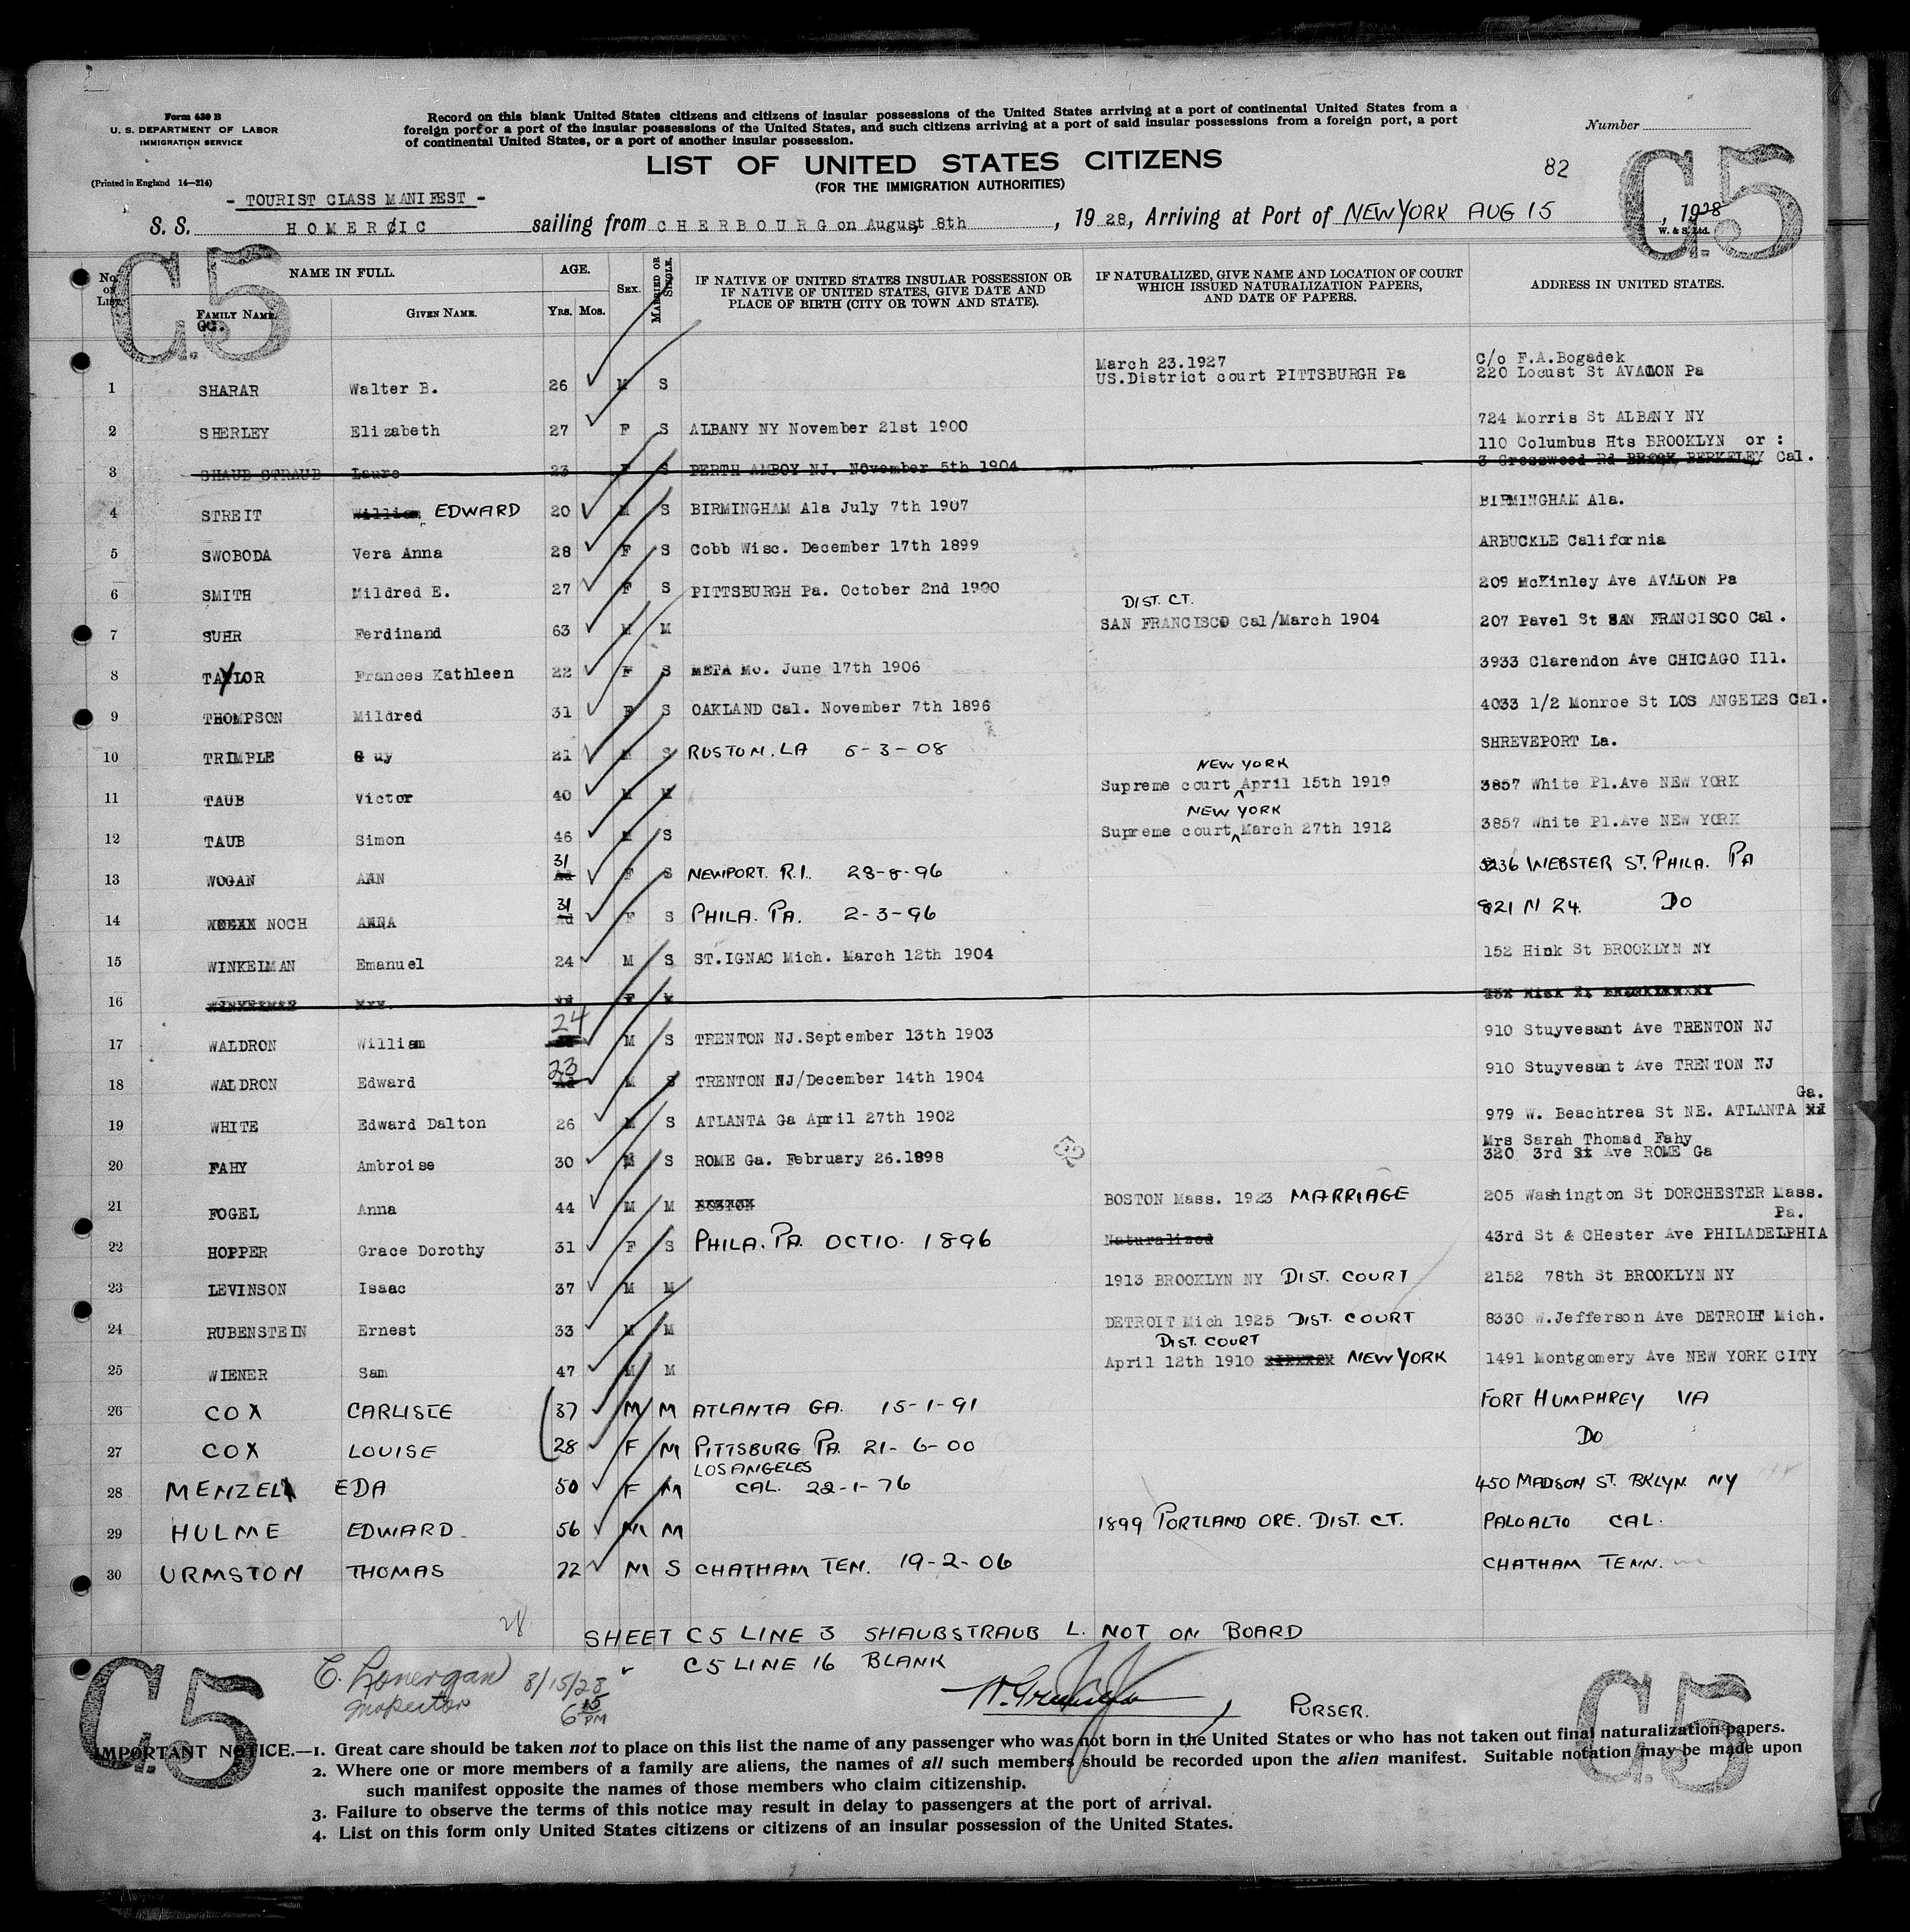 Form 630 B
U. S. DEPARTMENT OF LABOR
IMMIGRATION SERVICE
(Printed in England 14—214)
Record on this blank United States citizens and citizens of insular possessions of the United States arriving at a port of continental United States from a
foreign port or a port of the insular possessions of the United States, and such citizens arriving at a port of said insular possessions from a foreign port, a port
of continental United States, or a port of another insular possession.
Number
LIST OF UNITED STATES CITIZENS
(FOR THE IMMIGRATION AUTHORITIES)
82
C.5
- TOURIST CLASS MANIFEST -
S. S. HOMERIC sailing from CHERBOURG on August 8th, 1928, Arriving at Port of NEW YORK AUG 15, 1928
W. & S. Ltd.
C.5
No. on List. NAME IN FULL. AGE. SEX. MARRIED OR SINGLE. IF NATIVE OF UNITED STATES INSULAR POSSESSION OR IF NATIVE OF UNITED STATES, GIVE DATE AND PLACE OF BIRTH (CITY OR TOWN AND STATE). IF NATURALIZED, GIVE NAME AND LOCATION OF COURT WHICH ISSUED NATURALIZATION PAPERS, AND DATE OF PAPERS. ADDRESS IN UNITED STATES.
FAMILY NAME. GIVEN NAME. YRS. MOS.
March 23.1927 C/o F.A.Bogadek
1 SHARAR Walter B. 26 M S US.District court PITTSBURGH Pa 220 Locust St AVALON Pa
2 SHERLEY Elizabeth 27 F S ALBANY NY November 21st 1900 724 Morris St ALBANY NY
110 Columbus Hts BROOKLYN or :
3 SHAUB STRAUB Laure 23 F S PERTH AMBOY NJ. November 5th 1904 3 Crosswood Rd BERKELEY Cal.
4 STREIT William EDWARD 20 M S BIRMINGHAM Ala July 7th 1907 BIRMINGHAM Ala.
5 SWOBODA Vera Anna 28 F S Cobb Wisc. December 17th 1899 ARBUCKLE California
6 SMITH Mildred E. 27 F S PITTSBURGH Pa. October 2nd 1900 209 McKinley Ave AVALON Pa
DIST. CT.
7 SUHR Ferdinand 63 M M SAN FRANCISCO Cal/March 1904 207 Pavel St SAN FRANCISCO Cal.
8 TAYLOR Frances Kathleen 22 F S META Mo. June 17th 1906 3933 Clarendon Ave CHICAGO Ill.
9 THOMPSON Mildred 31 F S OAKLAND Cal. November 7th 1896 4033 1/2 Monroe St LOS ANGELES Cal.
10 TRIMPLE Guy 21 M S RUSTON. LA 6-3-08 SHREVEPORT La.
NEW YORK
11 TAUB Victor 40 M M Supreme court April 15th 1919 3857 White Pl.Ave NEW YORK
NEW YORK
12 TAUB Simon 46 M S Supreme court March 27th 1912 3857 White Pl.Ave NEW YORK
13 WOGAN ANN 31 F S NEWPORT. R.I. 28-8-96 3236 WEBSTER ST. PHILA. PA
14 NOCH ANNA 31 F S PHILA. PA. 2-3-96 821 N 24. DO
15 WINKELMAN Emanuel 24 M S ST.IGNAC Mich. March 12th 1904 152 Hink St BROOKLYN NY
16
17 WALDRON William 24 M S TRENTON NJ.September 13th 1903 910 Stuyvesant Ave TRENTON NJ
18 WALDRON Edward 23 M S TRENTON NJ/December 14th 1904 910 Stuyvesant Ave TRENTON NJ
Ga.
19 WHITE Edward Dalton 26 M S ATLANTA Ga April 27th 1902 979 W. Beachtrea St NE. ATLANTA
Mrs Sarah Thomad Fahy
20 FAHY Ambroise 30 M S ROME Ga. February 26.1898 320 3rd Ave ROME Ga
21 FOGEL Anna 44 M M BOSTON BOSTON Mass. 1923 MARRIAGE 205 Washington St DORCHESTER Mass.
Pa.
22 HOPPER Grace Dorothy 31 F S PHILA. PA. OCT 10. 1896 Naturalized 43rd St & CHester Ave PHILADELPHIA
23 LEVINSON Isaac 37 M M 1913 BROOKLYN NY DIST. COURT 2152 78th St BROOKLYN NY
24 RUBENSTEIN Ernest 33 M M DETROIT Mich 1925 DIST. COURT 8330 W.Jefferson Ave DETROIT Mich.
DIST. COURT
25 WIENER Sam 47 M M April 12th 1910 NEW YORK 1491 Montgomery Ave NEW YORK CITY
26 COX CARLISLE 37 M M ATLANTA GA. 15-1-91 FORT HUMPHREY VA
27 COX LOUISE 28 F M PITTSBURG PA. 21-6-00 DO
LOS ANGELES
28 MENZEL EDA 50 F M CAL. 22-1-76 450 MADISON ST. BKLYN. NY
29 HULME EDWARD 56 M M 1899 PORTLAND ORE. DIST. CT. PALO ALTO CAL.
30 URMSTON THOMAS 22 M S CHATHAM TEN. 19-2-06 CHATHAM TENN.
28
SHEET C5 LINE 3 SHAUBSTRAUB L. NOT ON BOARD
" C5 LINE 16 BLANK
C. Lonergan 8/15/28
Inspector 6 15 PM
PURSER.
C.5
C.5
IMPORTANT NOTICE.—1. Great care should be taken not to place on this list the name of any passenger who was not born in the United States or who has not taken out final naturalization papers.
2. Where one or more members of a family are aliens, the names of all such members should be recorded upon the alien manifest. Suitable notation may be made upon
such manifest opposite the names of those members who claim citizenship.
3. Failure to observe the terms of this notice may result in delay to passengers at the port of arrival.
4. List on this form only United States citizens or citizens of an insular possession of the United States.